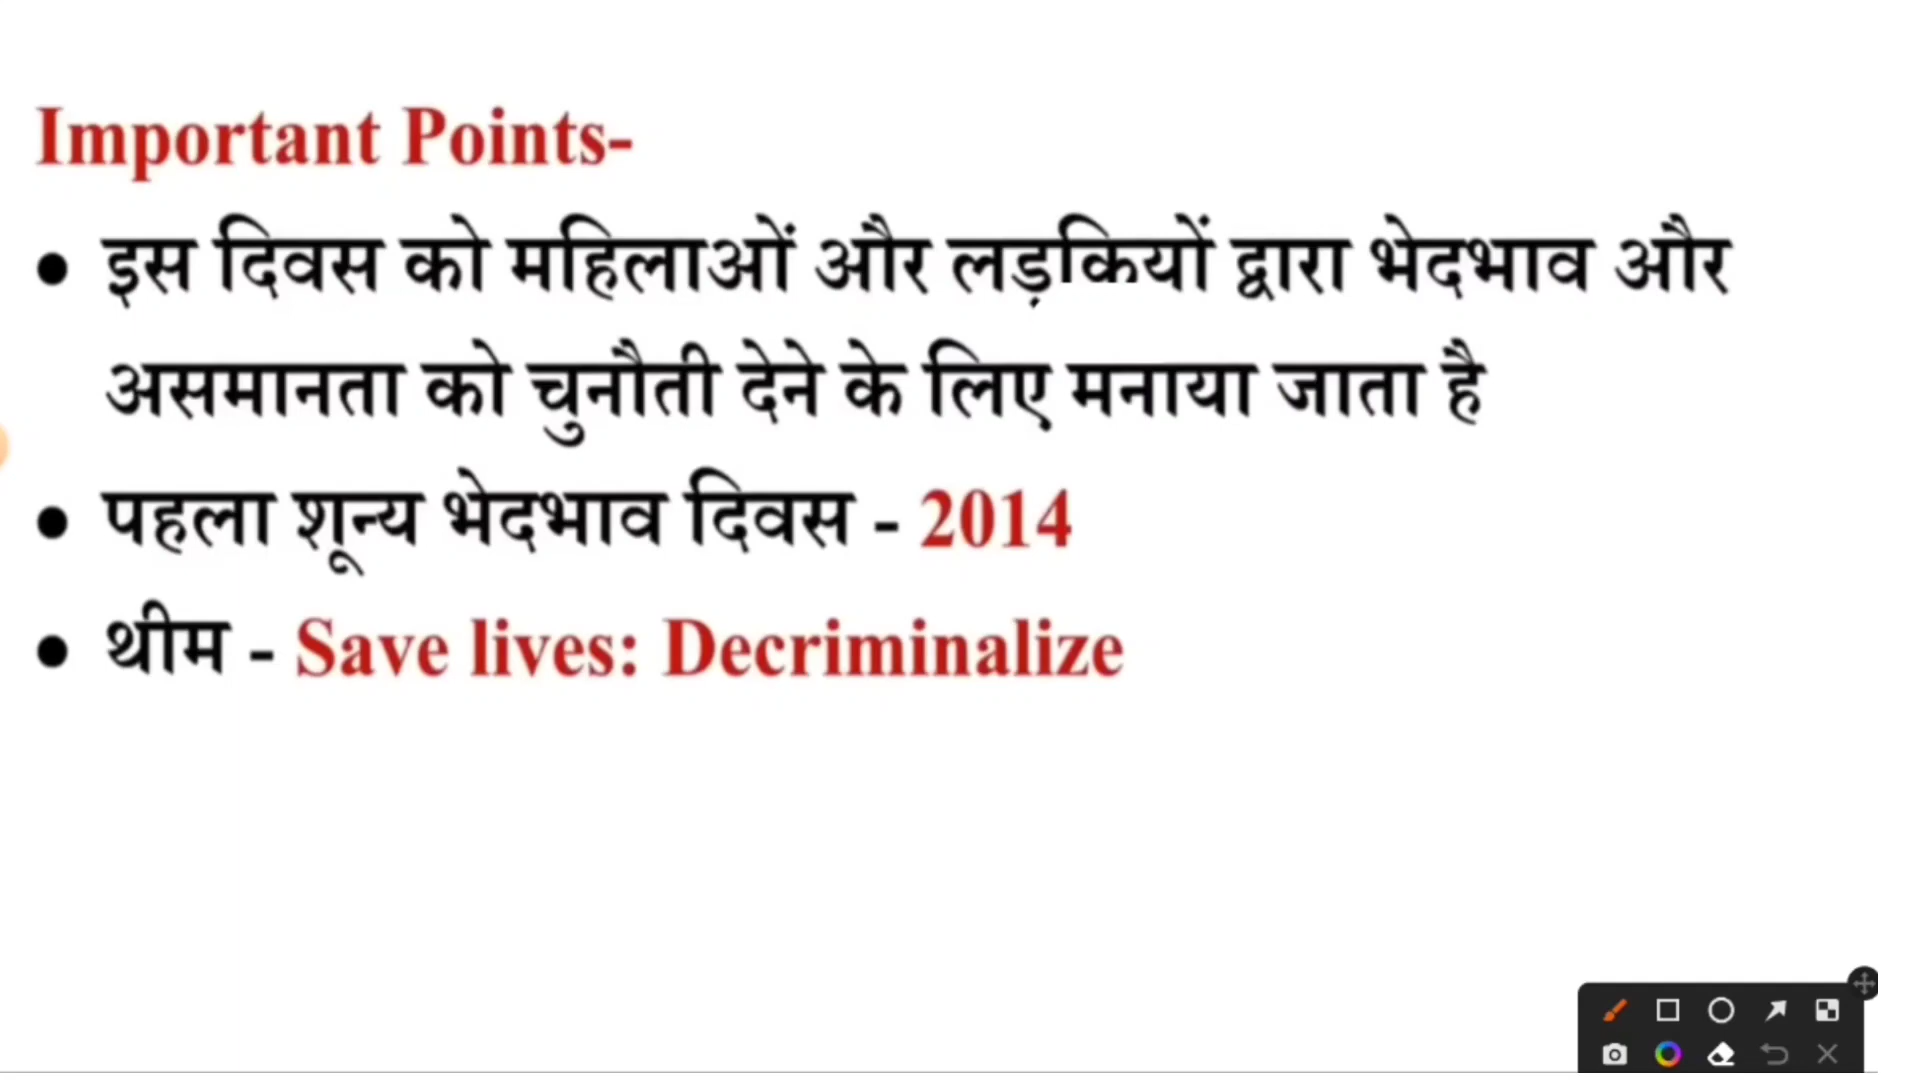 Important Points-
• इस दिवस को महिलाओं और लड़कियों द्वारा भेदभाव और
असमानता को चुनौती देने के लिए मनाया जाता है
• पहला शून्य भेदभाव दिवस - 2014
• थीम - Save lives: Decriminalize